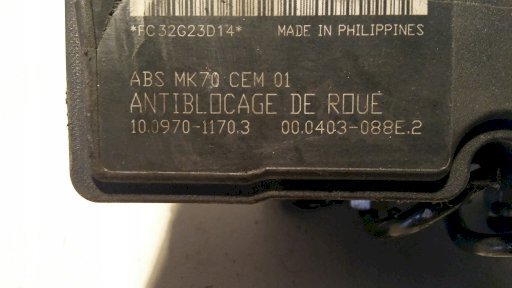 *FC32G23D14* MADE IN PHILIPPINES
ABS MK70 CEM 01
ANTIBLOCAGE DE ROUE
10.0970-1170.3 00.0403-088E.2